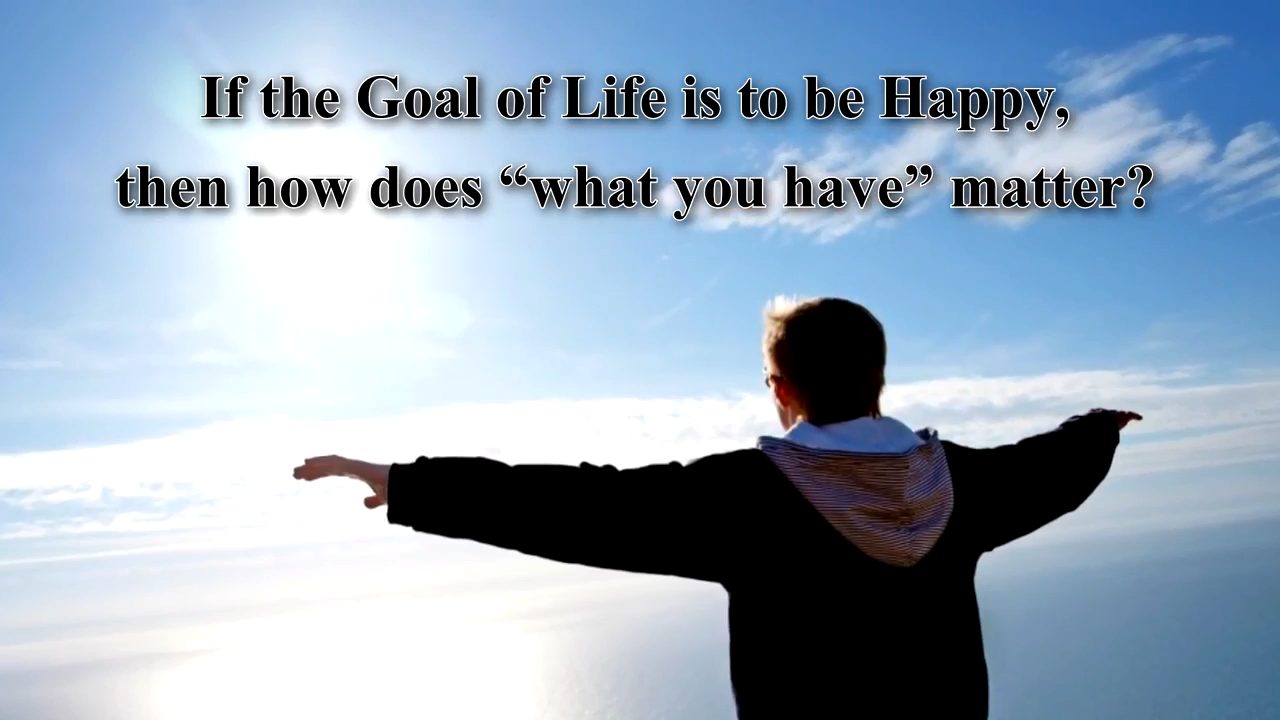 If the Goal of Life is to be Happy,
then how does “what you have” matter?